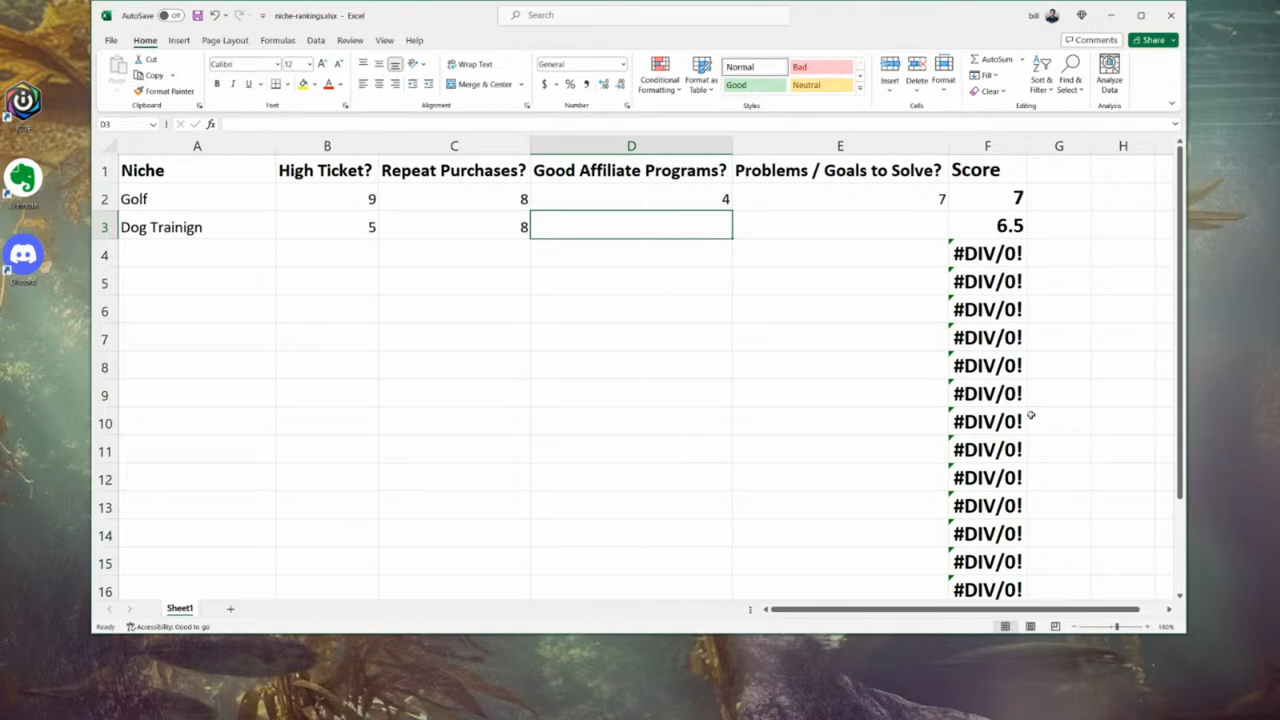 AutoSave Off niche-rankings.xlsx - Excel Search bill
File Home Insert Page Layout Formulas Data Review View Help Comments Share
Paste Cut Copy Format Painter
Calibri 12 B I U
Wrap Text Merge & Center
General $ %
Conditional Formatting Format as Table
Normal Bad
Good Neutral
Insert Delete Format
AutoSum Fill Clear
Sort & Filter Find & Select Analyze Data
Clipboard Font Alignment Number Styles Cells Editing Analysis
D3 fx
A B C D E F G H
1 Niche High Ticket? Repeat Purchases? Good Affiliate Programs? Problems / Goals to Solve? Score
2 Golf 9 8 4 7 7
3 Dog Trainign 5 8 6.5
4 #DIV/0!
5 #DIV/0!
6 #DIV/0!
7 #DIV/0!
8 #DIV/0!
9 #DIV/0!
10 #DIV/0!
11 #DIV/0!
12 #DIV/0!
13 #DIV/0!
14 #DIV/0!
15 #DIV/0!
16 #DIV/0!
Sheet1
Ready Accessibility: Good to go 160%
iCUE
Evernote
Discord